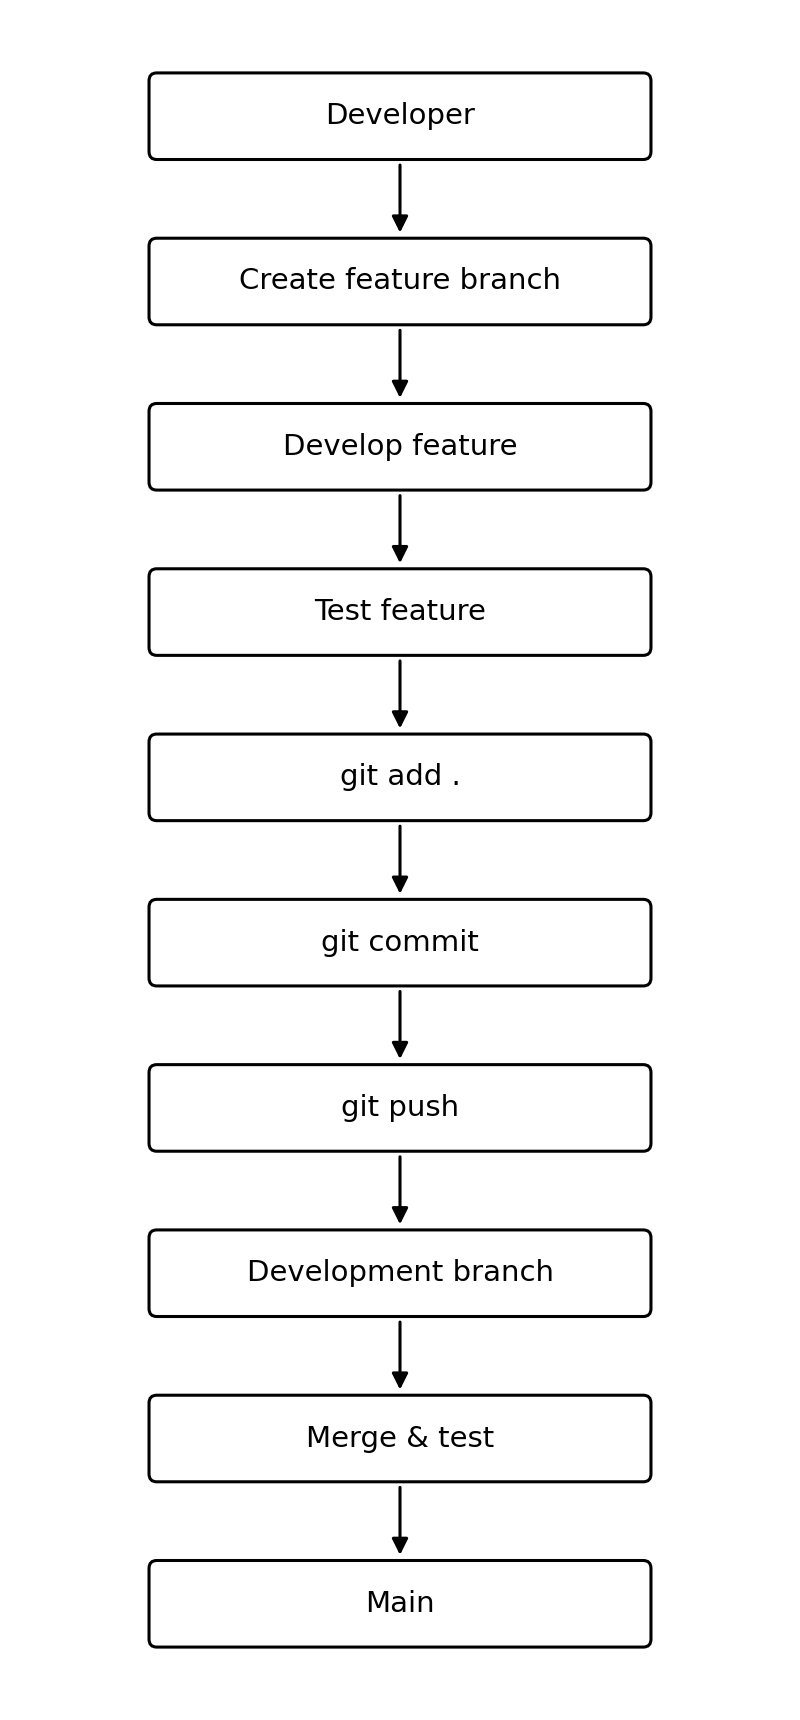 Developer
Create feature branch
Develop feature
Test feature
git add .
git commit
git push
Development branch
Merge & test
Main